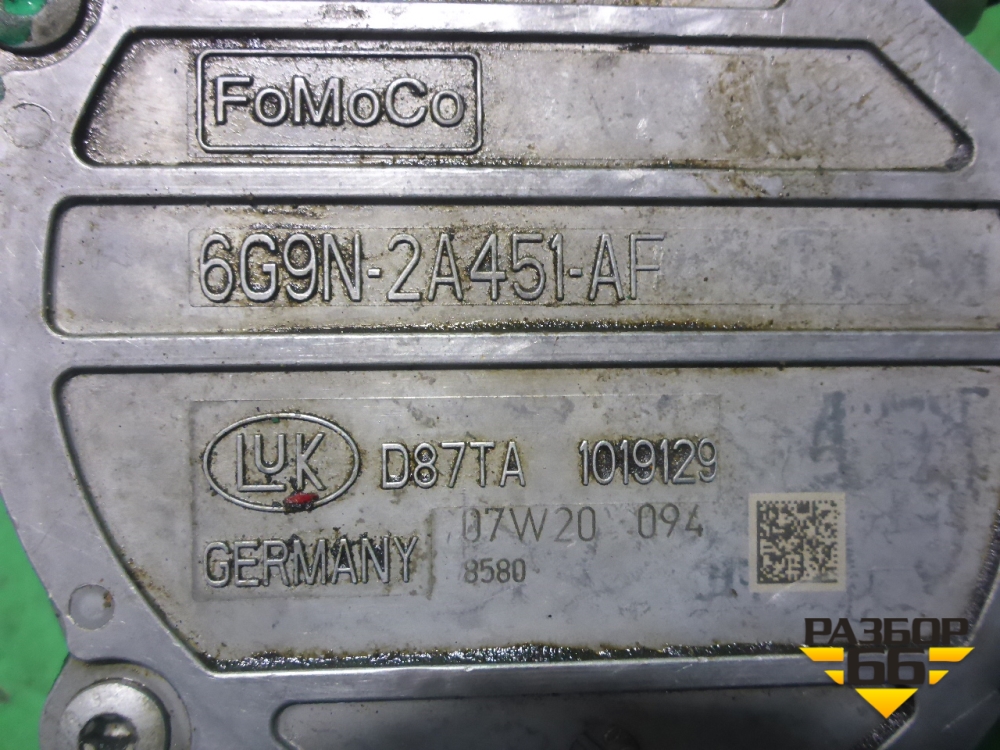 FoMoCo
6G9N-2A451-AF
LuK D87TA 1019129
07W20 094
GERMANY 8580
РАЗБОР
66